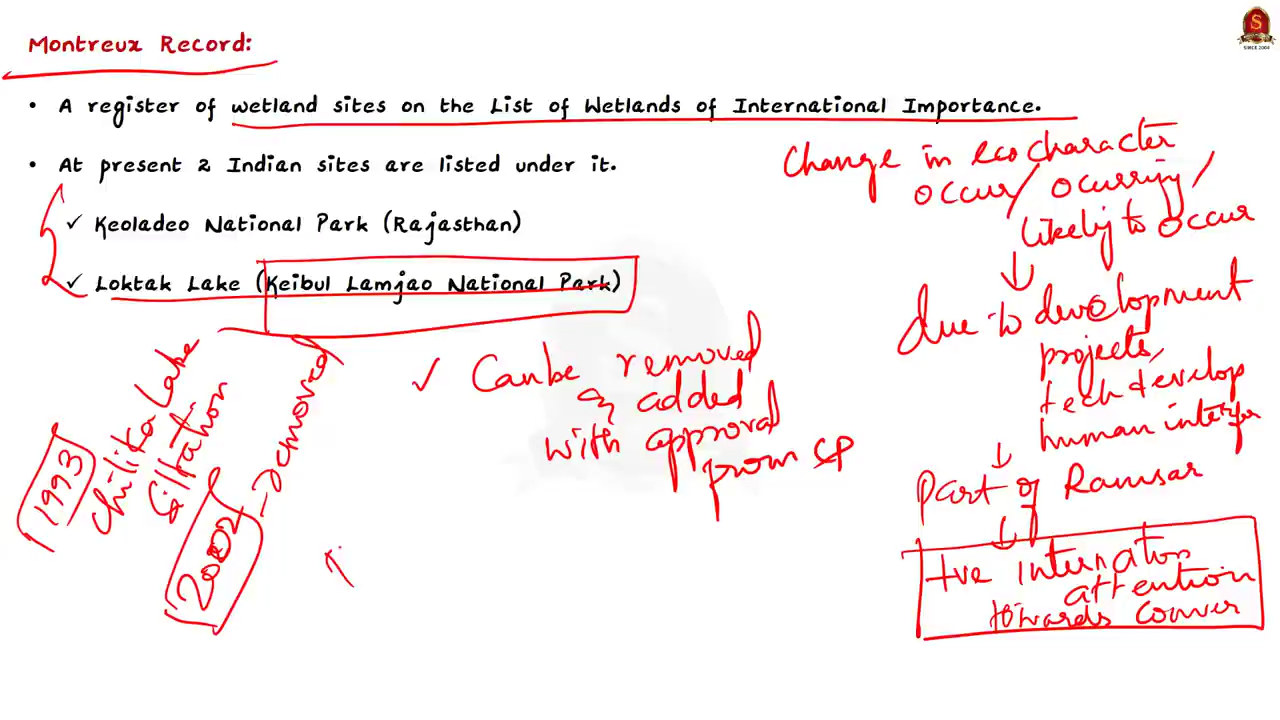 S
SINCE 2004
Montreux Record:
• A register of wetland sites on the List of Wetlands of International Importance.
• At present 2 Indian sites are listed under it.
✓ Keoladeo National Park (Rajasthan)
✓ Loktak Lake (Keibul Lamjao National Park)
Change in eco character
occur/ ocurring/
likely to occur
due to development
projects,
tech develop
human interfer
Part of Ramsar
+ve Internation
attention
towards conser
✓ Can be removed
or added
with approval
from CP
1993
Chilika Lake
Siltation
2002 - removed